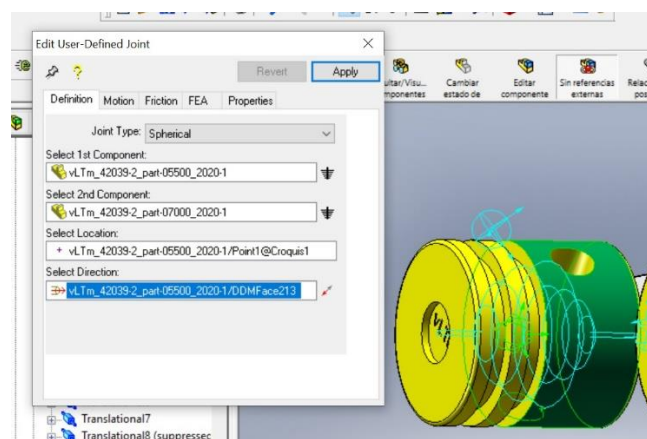 Edit User-Defined Joint
Revert
Apply
Definition Motion Friction FEA Properties
Joint Type: Spherical
Select 1st Component:
vLTm_42039-2_part-05500_2020-1
Select 2nd Component:
vLTm_42039-2_part-07000_2020-1
Select Location:
vLTm_42039-2_part-05500_2020-1/Point1@Croquis1
Select Direction:
vLTm_42039-2_part-05500_2020-1/DDMFace213
Translational7
Translational8 (suppressec
ultar/Visu...
mponentes
Cambiar
estado de
Editar
componente
Sin referencias
externas
Relac
pos